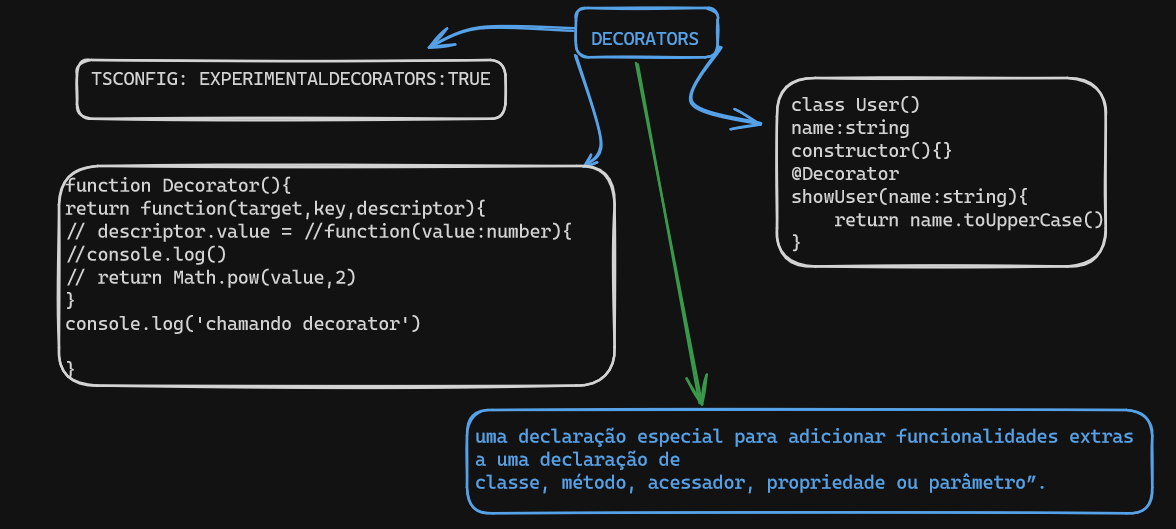 DECORATORS
TSCONFIG: EXPERIMENTALDECORATORS:TRUE
class User()
name:string
constructor(){}
@Decorator
showUser(name:string){
    return name.toUpperCase()
}
function Decorator(){
return function(target,key,descriptor){
// descriptor.value = //function(value:number){
//console.log()
// return Math.pow(value,2)
}
console.log('chamando decorator')
}
uma declaração especial para adicionar funcionalidades extras
a uma declaração de
classe, método, acessador, propriedade ou parâmetro”.